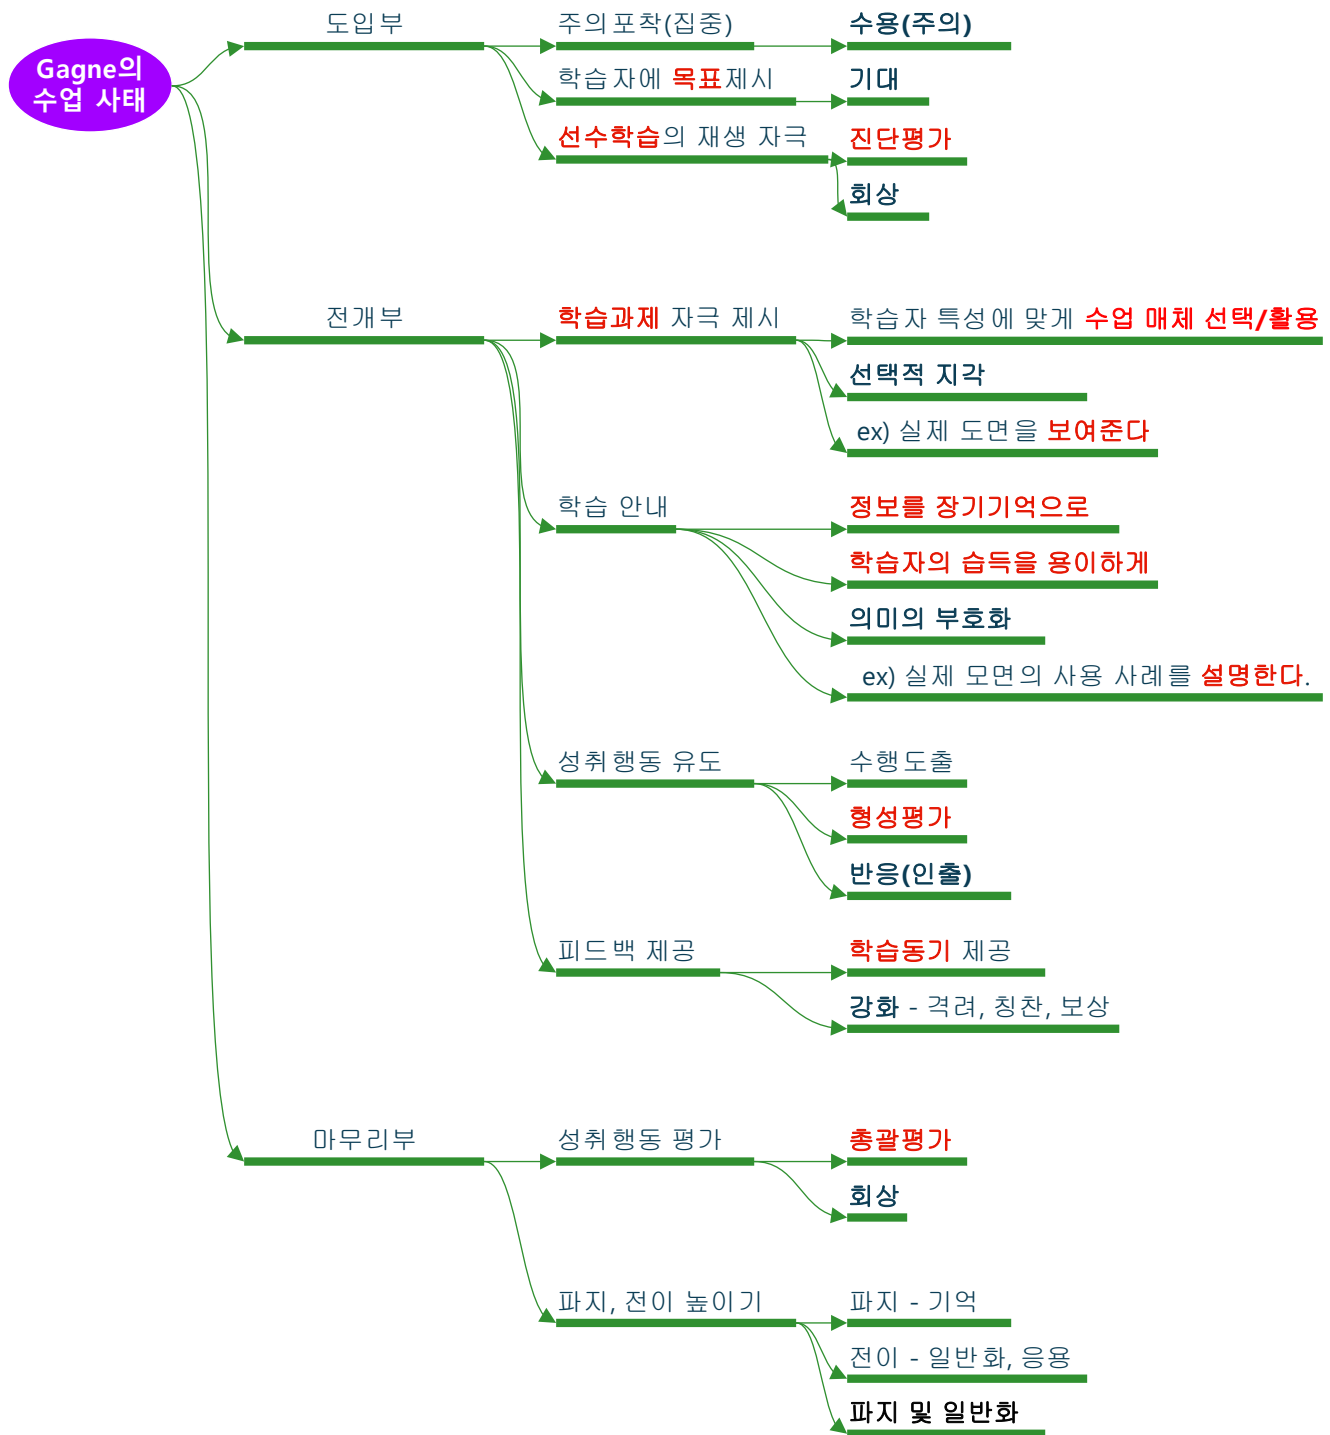 Gagne의
수업 사태
도입부
주의포착(집중)
수용(주의)
학습자에 목표제시
기대
선수학습의 재생 자극
진단평가
회상
전개부
학습과제 자극 제시
학습자 특성에 맞게 수업 매체 선택/활용
선택적 지각
ex) 실제 도면을 보여준다
학습 안내
정보를 장기기억으로
학습자의 습득을 용이하게
의미의 부호화
ex) 실제 모면의 사용 사례를 설명한다.
성취행동 유도
수행도출
형성평가
반응(인출)
피드백 제공
학습동기 제공
강화 - 격려, 칭찬, 보상
마무리부
성취행동 평가
총괄평가
회상
파지, 전이 높이기
파지 - 기억
전이 - 일반화, 응용
파지 및 일반화